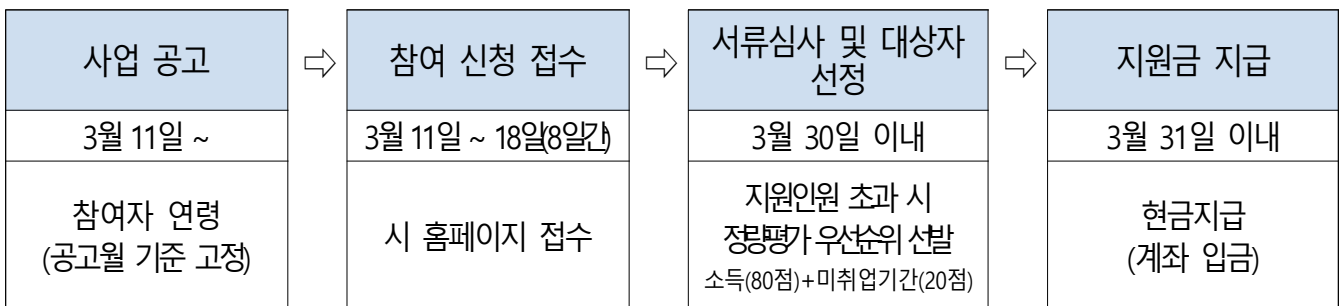 사업 공고
⇨
참여 신청 접수
⇨
서류심사 및 대상자
선정
⇨
지원금 지급
3월 11일 ~
3월 11일 ~ 18일(8일간)
3월 30일 이내
3월 31일 이내
참여자 연령
(공고월 기준 고정)
시 홈페이지 접수
지원인원 초과 시
정량평가 우선순위 선발
소득(80점)+미취업기간(20점)
현금지급
(계좌 입금)